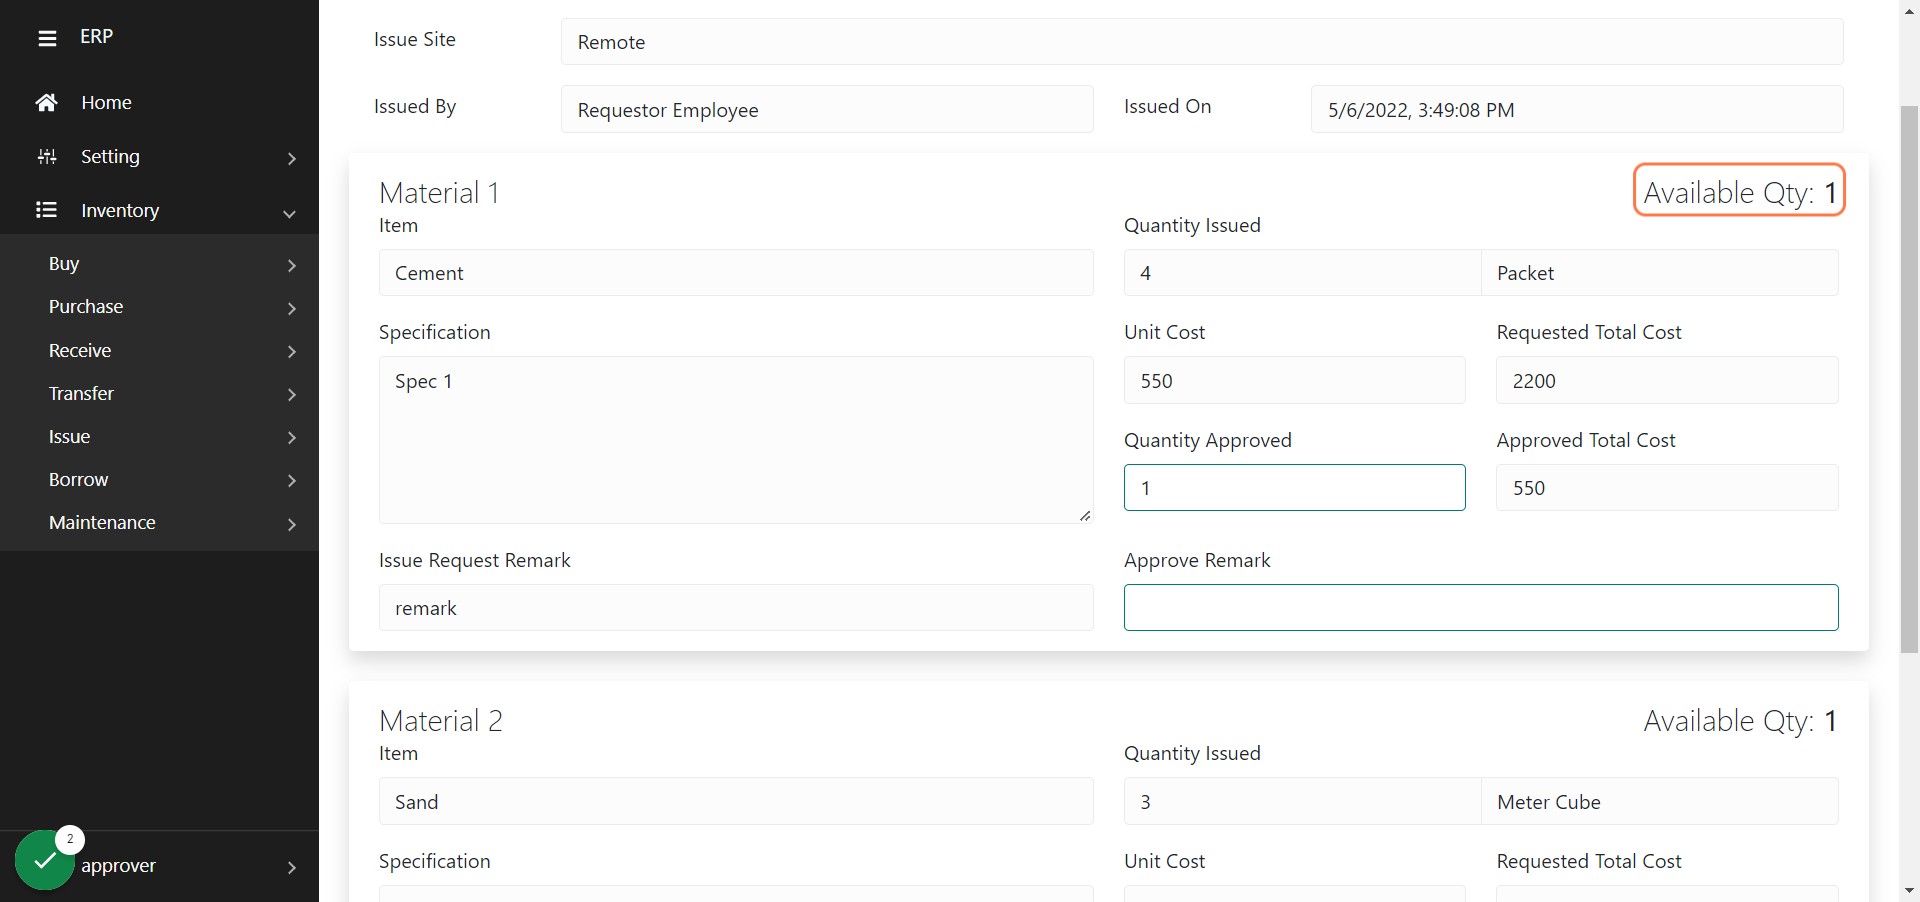 ERP
Home
Setting
Inventory
Buy
Purchase
Receive
Transfer
Issue
Borrow
Maintenance
2
approver
Issue Site
Remote
Issued By
Requestor Employee
Issued On
5/6/2022, 3:49:08 PM
Material 1
Available Qty: 1
Item
Quantity Issued
Cement
4
Packet
Specification
Unit Cost
Requested Total Cost
Spec 1
550
2200
Quantity Approved
Approved Total Cost
1
550
Issue Request Remark
Approve Remark
remark
Material 2
Available Qty: 1
Item
Quantity Issued
Sand
3
Meter Cube
Specification
Unit Cost
Requested Total Cost